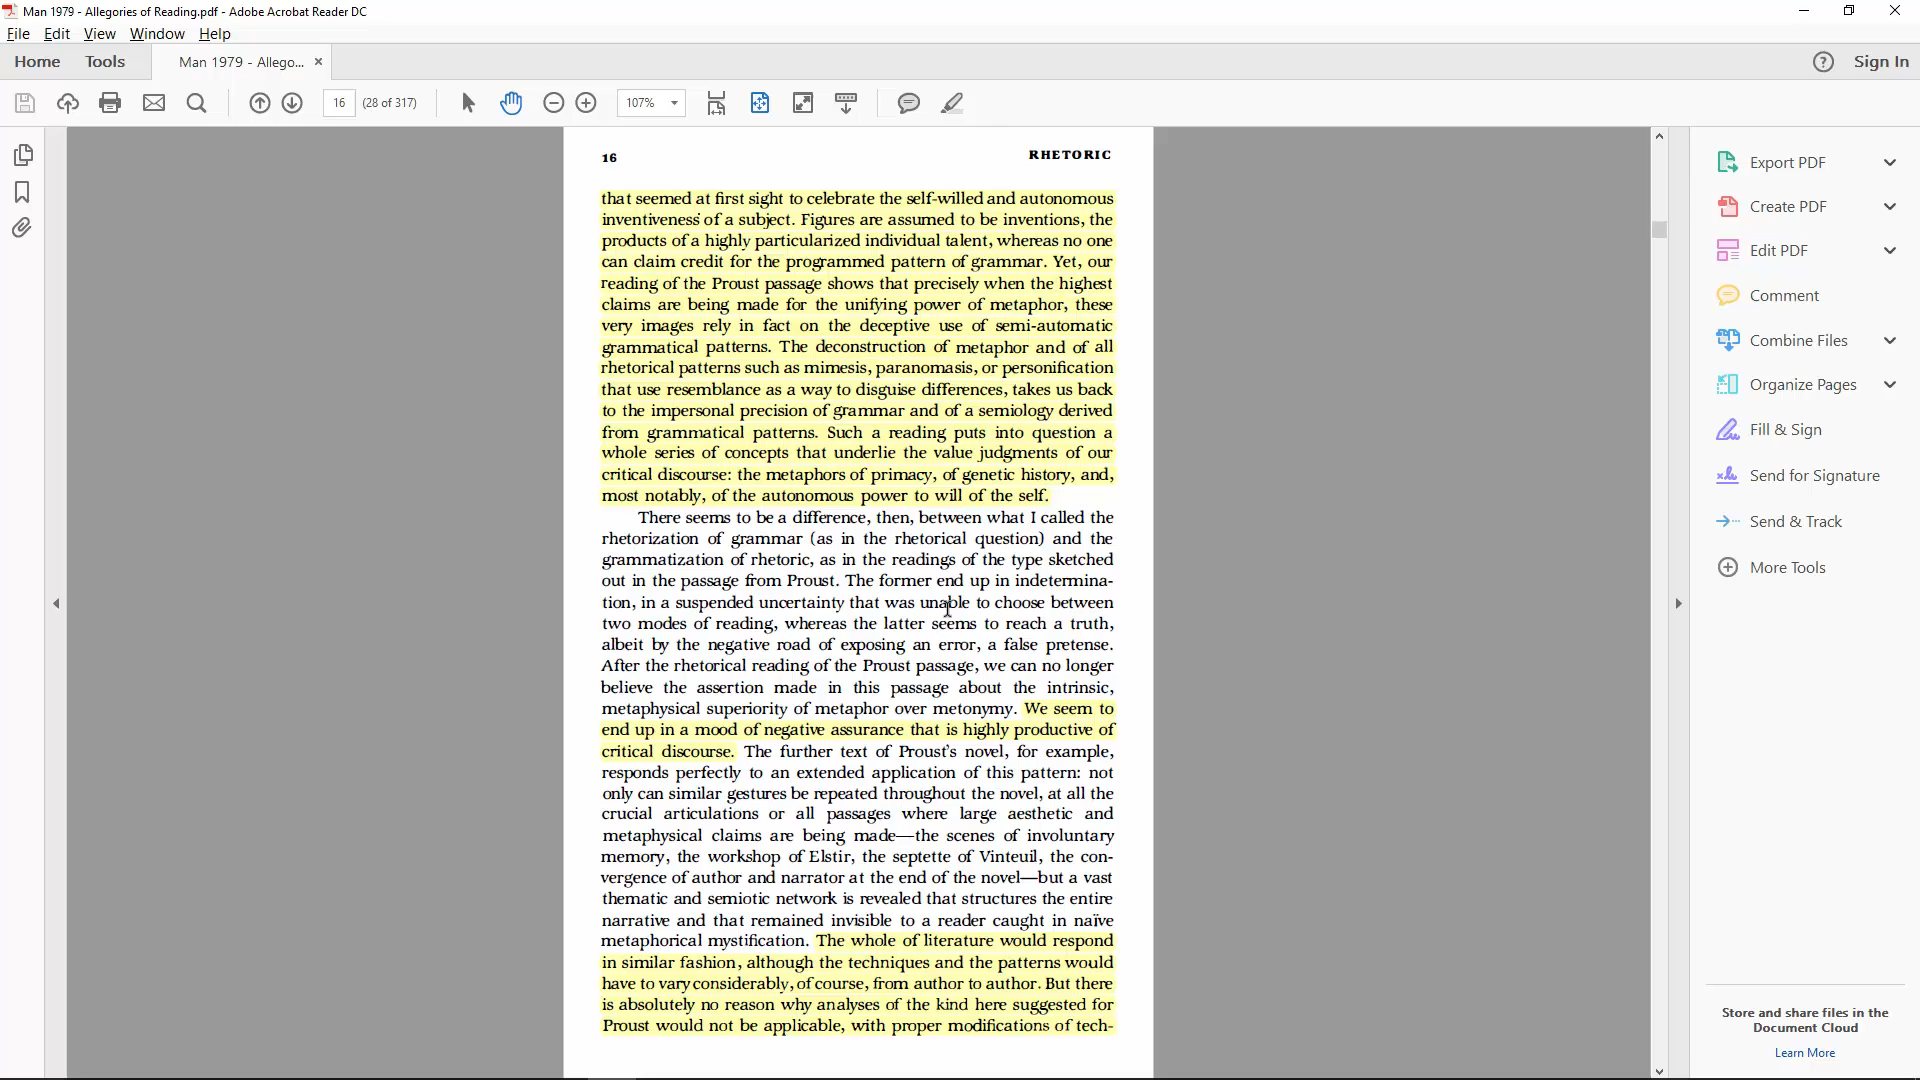 Man 1979 - Allegories of Reading.pdf - Adobe Acrobat Reader DC
File Edit View Window Help
Home Tools Man 1979 - Allego... × Sign In
16 (28 of 317) 107%
16 RHETORIC
that seemed at first sight to celebrate the self-willed and autonomous
inventiveness of a subject. Figures are assumed to be inventions, the
products of a highly particularized individual talent, whereas no one
can claim credit for the programmed pattern of grammar. Yet, our
reading of the Proust passage shows that precisely when the highest
claims are being made for the unifying power of metaphor, these
very images rely in fact on the deceptive use of semi-automatic
grammatical patterns. The deconstruction of metaphor and of all
rhetorical patterns such as mimesis, paranomasis, or personification
that use resemblance as a way to disguise differences, takes us back
to the impersonal precision of grammar and of a semiology derived
from grammatical patterns. Such a reading puts into question a
whole series of concepts that underlie the value judgments of our
critical discourse: the metaphors of primacy, of genetic history, and,
most notably, of the autonomous power to will of the self.
There seems to be a difference, then, between what I called the
rhetorization of grammar (as in the rhetorical question) and the
grammatization of rhetoric, as in the readings of the type sketched
out in the passage from Proust. The former end up in indetermina-
tion, in a suspended uncertainty that was unable to choose between
two modes of reading, whereas the latter seems to reach a truth,
albeit by the negative road of exposing an error, a false pretense.
After the rhetorical reading of the Proust passage, we can no longer
believe the assertion made in this passage about the intrinsic,
metaphysical superiority of metaphor over metonymy. We seem to
end up in a mood of negative assurance that is highly productive of
critical discourse. The further text of Proust's novel, for example,
responds perfectly to an extended application of this pattern: not
only can similar gestures be repeated throughout the novel, at all the
crucial articulations or all passages where large aesthetic and
metaphysical claims are being made—the scenes of involuntary
memory, the workshop of Elstir, the septette of Vinteuil, the con-
vergence of author and narrator at the end of the novel—but a vast
thematic and semiotic network is revealed that structures the entire
narrative and that remained invisible to a reader caught in naïve
metaphorical mystification. The whole of literature would respond
in similar fashion, although the techniques and the patterns would
have to vary considerably, of course, from author to author. But there
is absolutely no reason why analyses of the kind here suggested for
Proust would not be applicable, with proper modifications of tech-
Export PDF
Create PDF
Edit PDF
Comment
Combine Files
Organize Pages
Fill & Sign
Send for Signature
Send & Track
More Tools
Store and share files in the
Document Cloud
Learn More